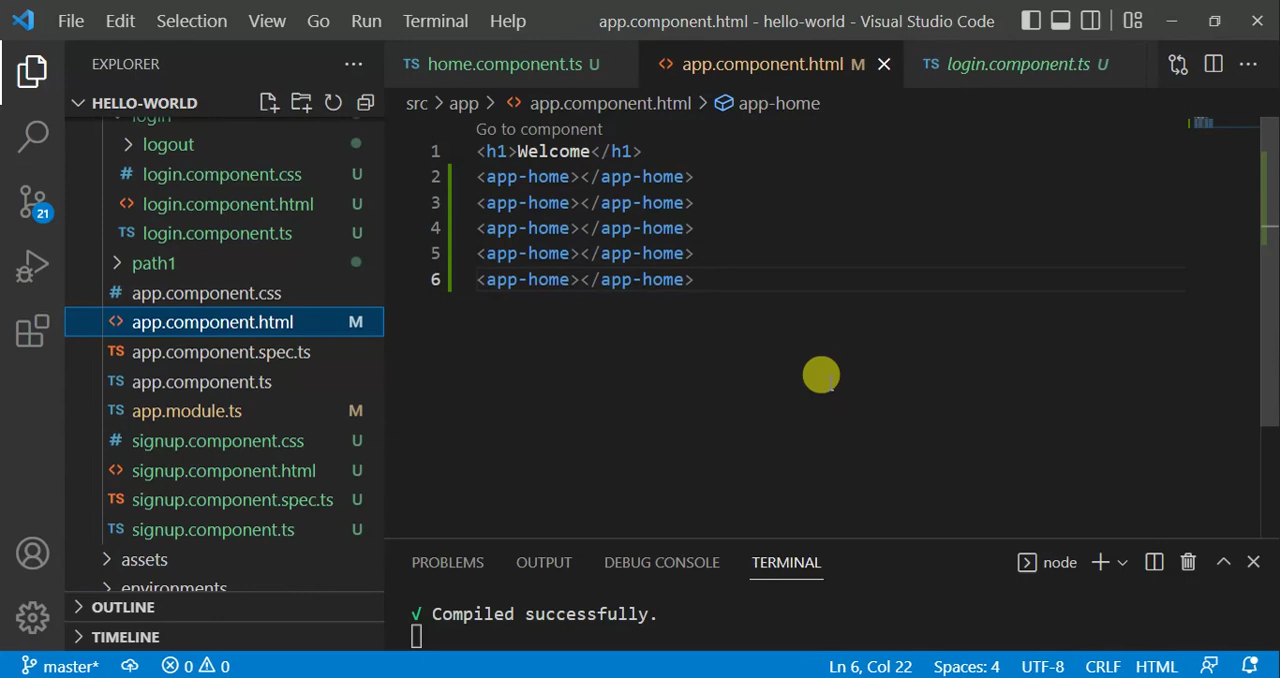 File Edit Selection View Go Run Terminal Help app.component.html - hello-world - Visual Studio Code
EXPLORER
HELLO-WORLD
login
logout
login.component.css U
login.component.html U
login.component.ts U
path1
app.component.css
app.component.html M
app.component.spec.ts
app.component.ts
app.module.ts M
signup.component.css U
signup.component.html U
signup.component.spec.ts U
signup.component.ts U
assets
environments
OUTLINE
TIMELINE
21
home.component.ts U app.component.html M login.component.ts U
src > app > app.component.html > app-home
Go to component
1 <h1>Welcome</h1>
2 <app-home></app-home>
3 <app-home></app-home>
4 <app-home></app-home>
5 <app-home></app-home>
6 <app-home></app-home>
PROBLEMS OUTPUT DEBUG CONSOLE TERMINAL node
√ Compiled successfully.
master* 0 0 Ln 6, Col 22 Spaces: 4 UTF-8 CRLF HTML